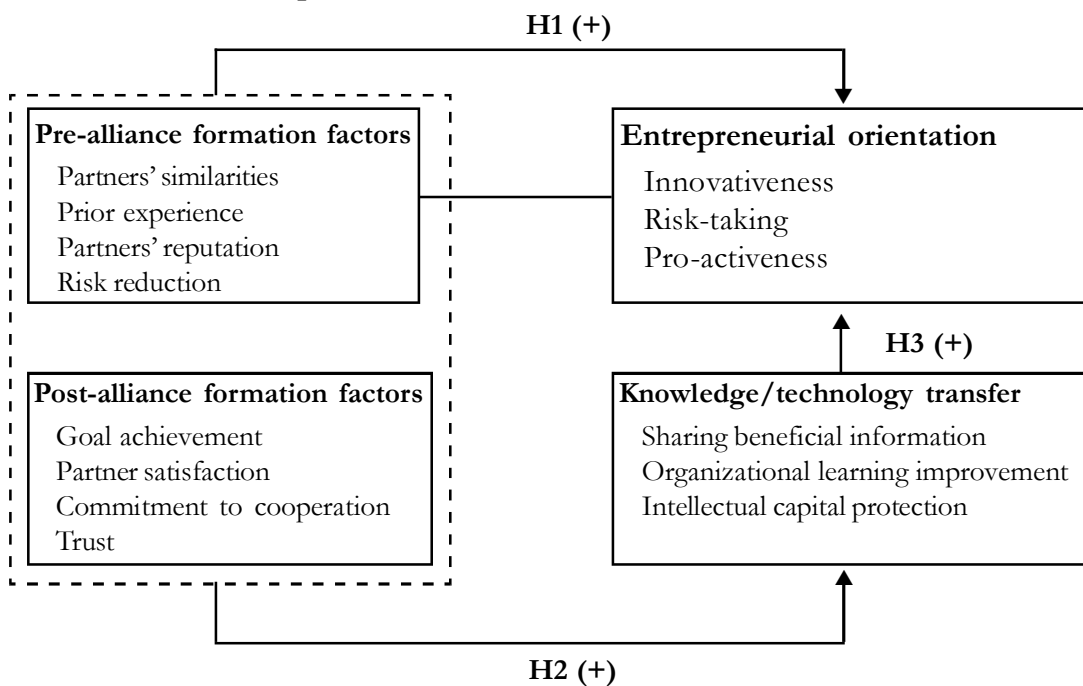 H1 (+)
Pre-alliance formation factors
Partners' similarities
Prior experience
Partners' reputation
Risk reduction
Entrepreneurial orientation
Innovativeness
Risk-taking
Pro-activeness
H3 (+)
Post-alliance formation factors
Goal achievement
Partner satisfaction
Commitment to cooperation
Trust
Knowledge/technology transfer
Sharing beneficial information
Organizational learning improvement
Intellectual capital protection
H2 (+)